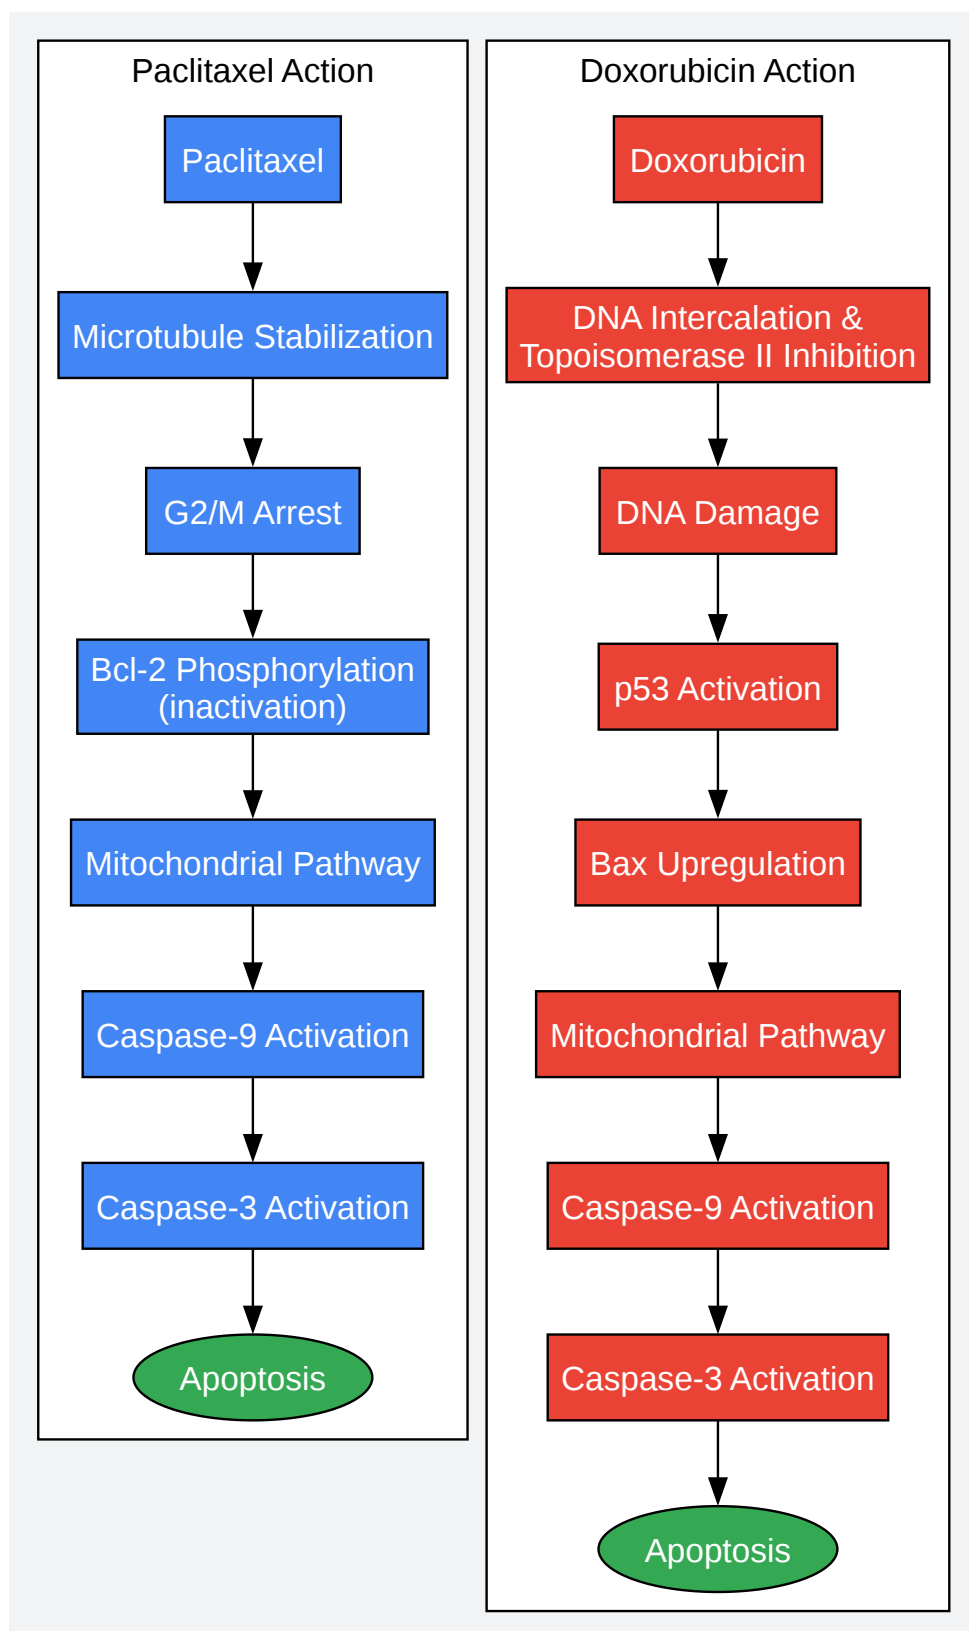 Paclitaxel Action
Paclitaxel
Microtubule Stabilization
G2/M Arrest
Bcl-2 Phosphorylation
(inactivation)
Mitochondrial Pathway
Caspase-9 Activation
Caspase-3 Activation
Apoptosis
Doxorubicin Action
Doxorubicin
DNA Intercalation &
Topoisomerase II Inhibition
DNA Damage
p53 Activation
Bax Upregulation
Mitochondrial Pathway
Caspase-9 Activation
Caspase-3 Activation
Apoptosis